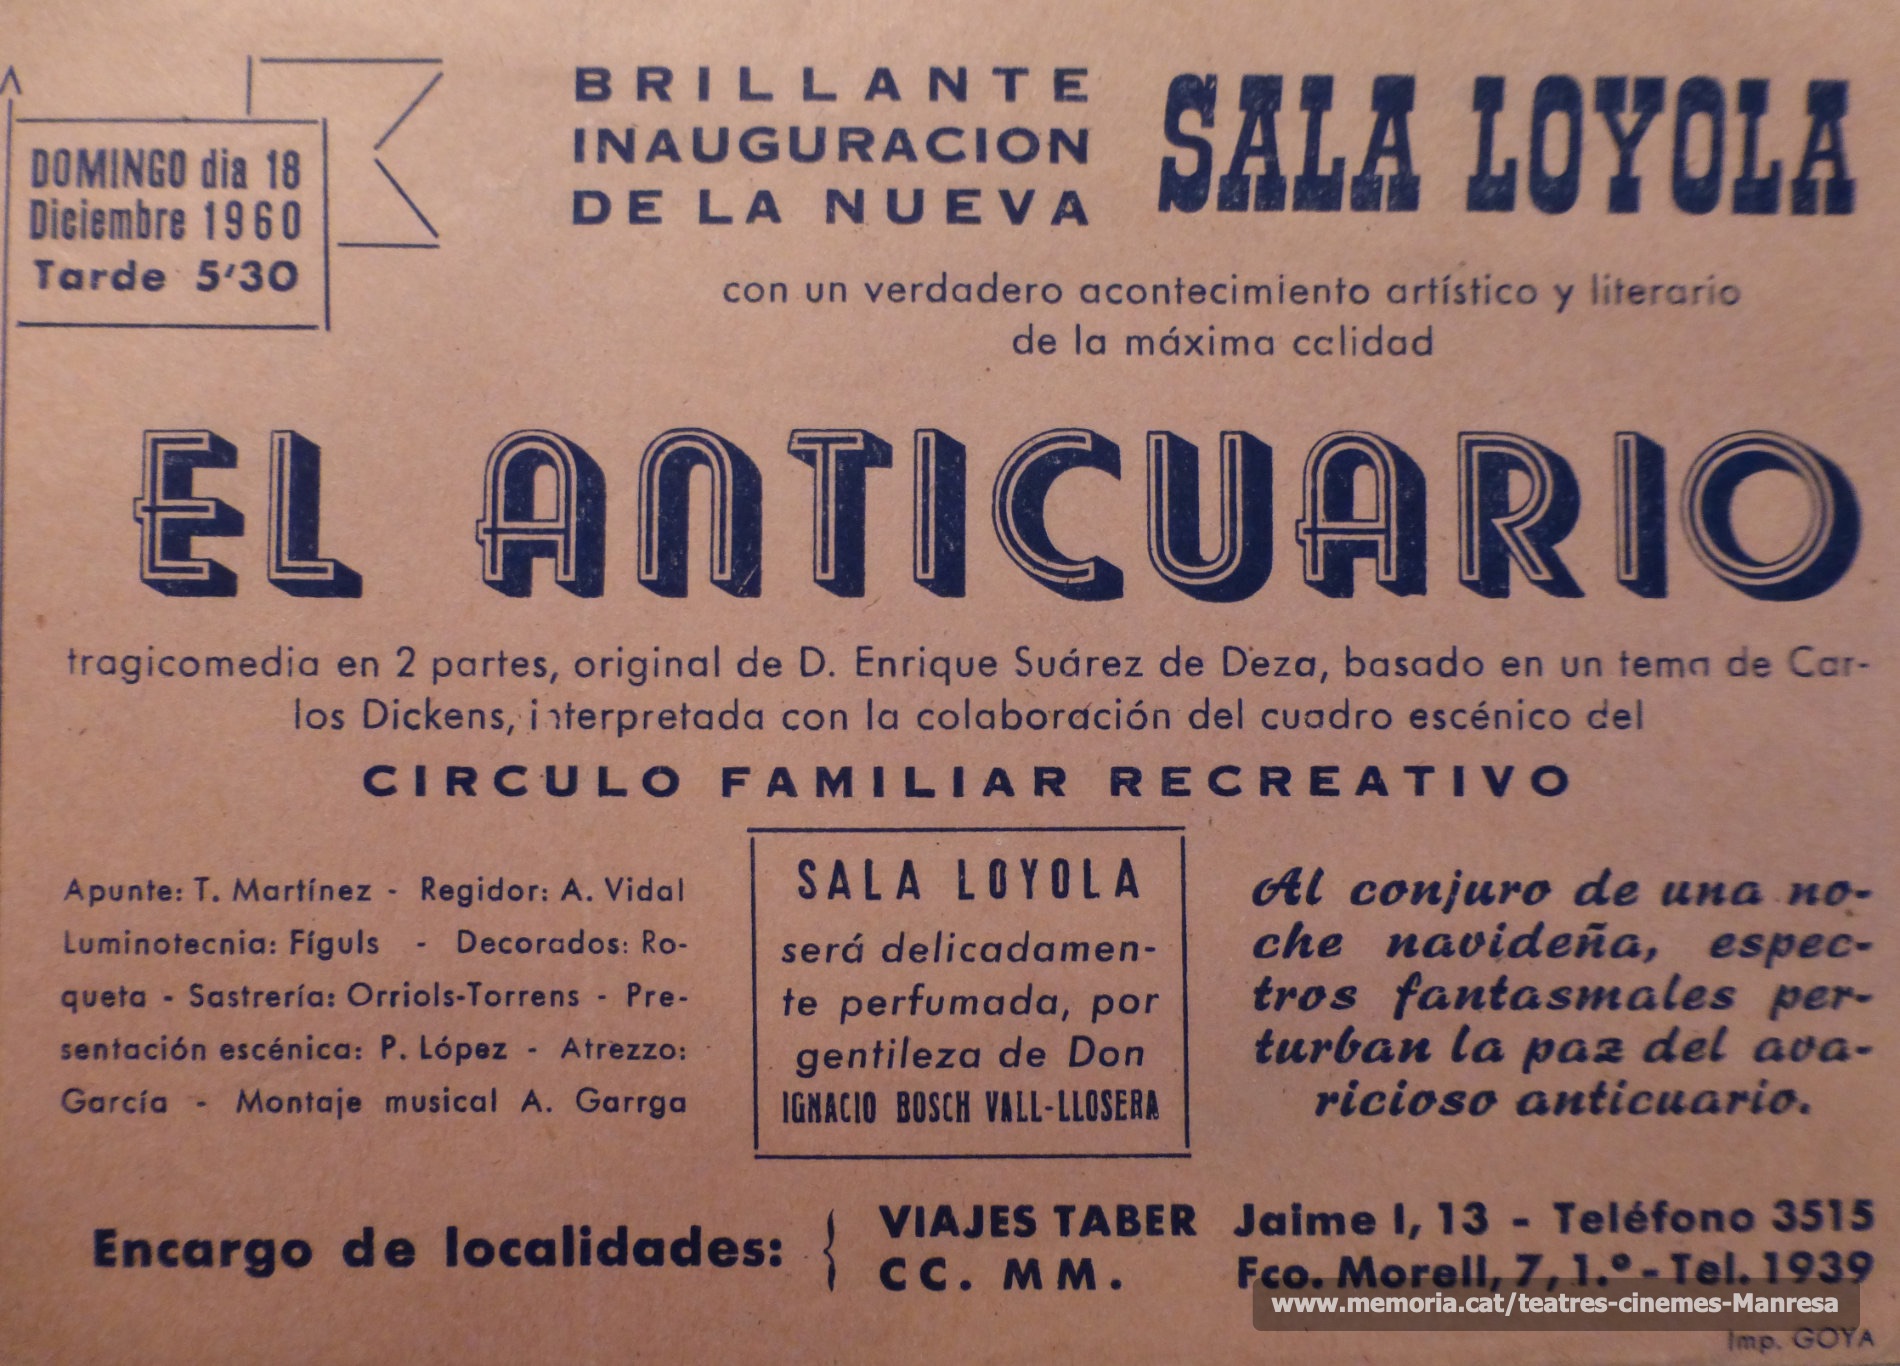 DOMINGO dia 18
Diciembre 1960
Tarde 5'30
BRILLANTE
INAUGURACION
DE LA NUEVA
SALA LOYOLA
con un verdadero acontecimiento artístico y literario
de la máxima calidad
EL ANTICUARIO
tragicomedia en 2 partes, original de D. Enrique Suárez de Deza, basado en un tema de Car-
los Dickens, interpretada con la colaboración del cuadro escénico del
CIRCULO FAMILIAR RECREATIVO
Apunte: T. Martínez - Regidor: A. Vidal
Luminotecnia: Fíguls - Decorados: Ro-
queta - Sastrería: Orriols-Torrens - Pre-
sentación escénica: P. López - Atrezzo:
García - Montaje musical A. Garrga
SALA LOYOLA
será delicadamen-
te perfumada, por
gentileza de Don
IGNACIO BOSCH VALL-LLOSERA
Al conjuro de una no-
che navideña, espec-
tros fantasmales per-
turban la paz del ava-
ricioso anticuario.
Encargo de localidades:
VIAJES TABER Jaime I, 13 - Teléfono 3515
CC. MM. Fco. Morell, 7, 1.º - Tel. 1939
www.memoria.cat/teatres-cinemes-Manresa
Imp. GOYA